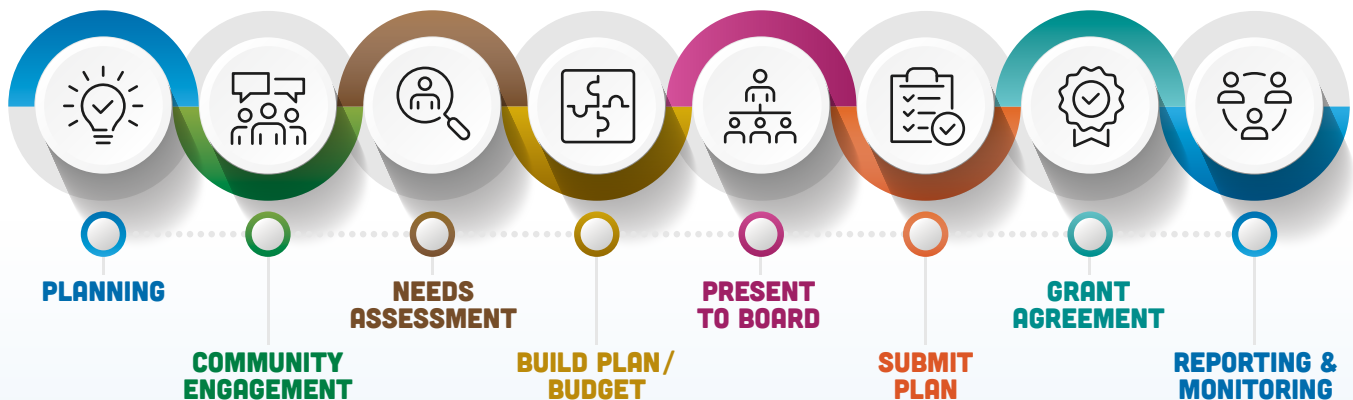 PLANNING
COMMUNITY
ENGAGEMENT
NEEDS
ASSESSMENT
BUILD PLAN/
BUDGET
PRESENT
TO BOARD
SUBMIT
PLAN
GRANT
AGREEMENT
REPORTING &
MONITORING